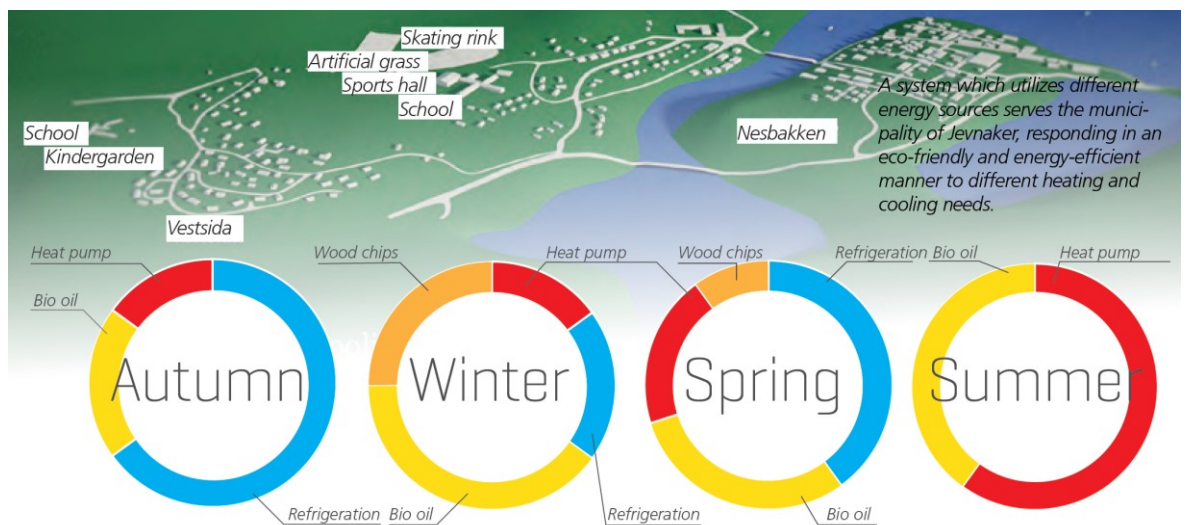 Skating rink
Artificial grass
Sports hall
School
School
Kindergarden
Vestsida
Nesbakken
A system which utilizes different
energy sources serves the munici-
pality of Jevnaker, responding in an
eco-friendly and energy-efficient
manner to different heating and
cooling needs.
Heat pump
Bio oil
Autumn
Refrigeration
Wood chips
Heat pump
Winter
Bio oil
Refrigeration
Wood chips
Refrigeration
Spring
Bio oil
Bio oil
Heat pump
Summer